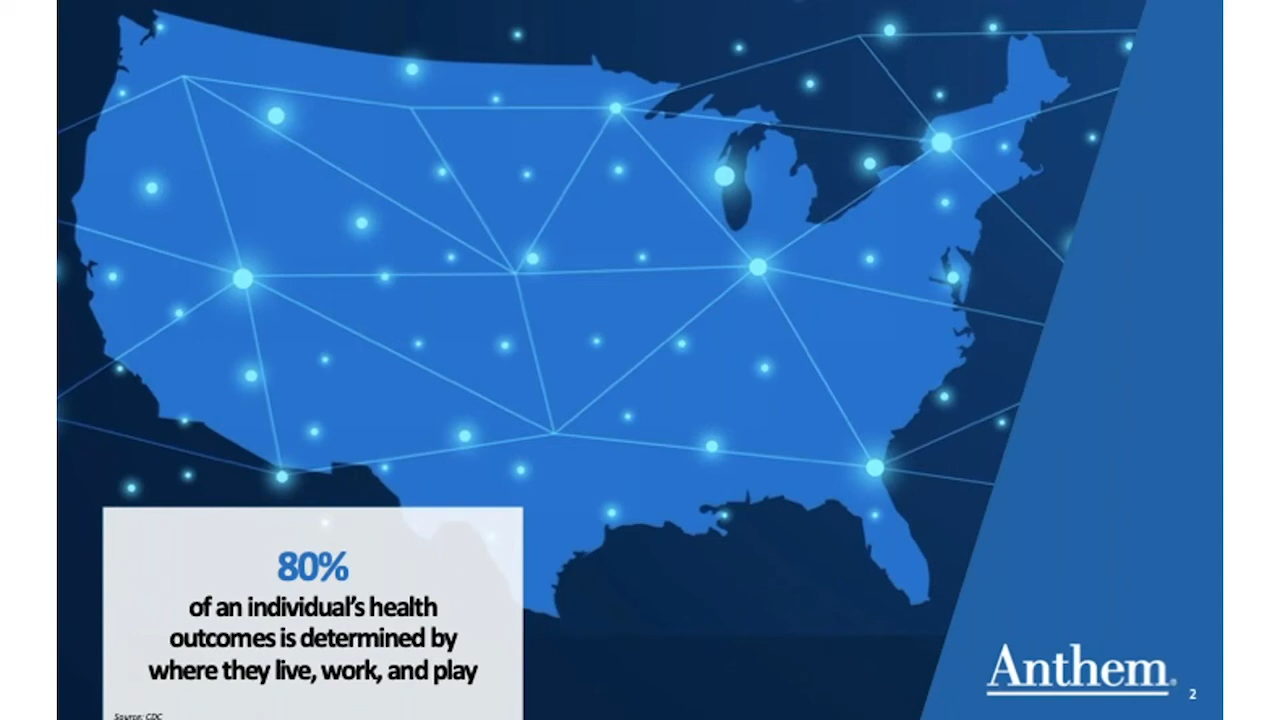 80%
of an individual’s health
outcomes is determined by
where they live, work, and play
Source: CDC
Anthem®
2